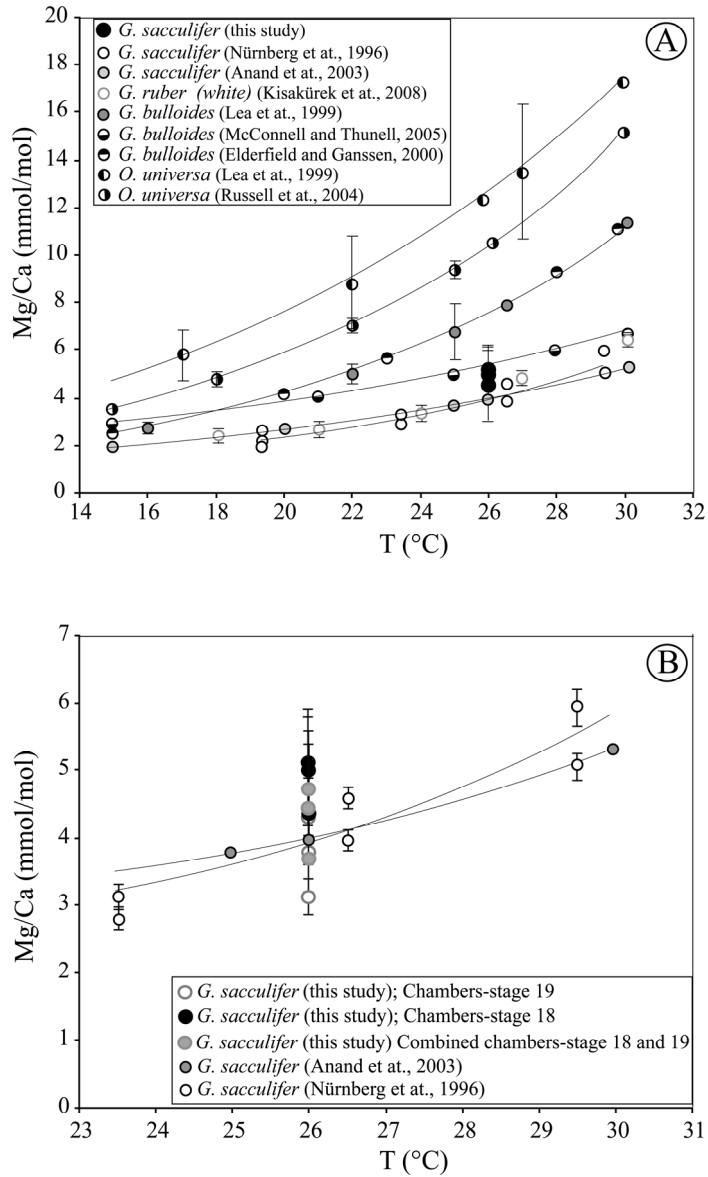 A
G. sacculifer (this study)
G. sacculifer (Nürnberg et at., 1996)
G. sacculifer (Anand et at., 2003)
G. ruber (white) (Kisakürek et at., 2008)
G. bulloides (Lea et at., 1999)
G. bulloides (McConnell and Thunell, 2005)
G. bulloides (Elderfield and Ganssen, 2000)
O. universa (Lea et at., 1999)
O. universa (Russell et at., 2004)
Mg/Ca (mmol/mol)
20
18
16
14
12
10
8
6
4
2
0
14 16 18 20 22 24 26 28 30 32
T (°C)
B
Mg/Ca (mmol/mol)
7
6
5
4
3
2
1
0
G. sacculifer (this study); Chambers-stage 19
G. sacculifer (this study); Chambers-stage 18
G. sacculifer (this study) Combined chambers-stage 18 and 19
G. sacculifer (Anand et at., 2003)
G. sacculifer (Nürnberg et at., 1996)
23 24 25 26 27 28 29 30 31
T (°C)